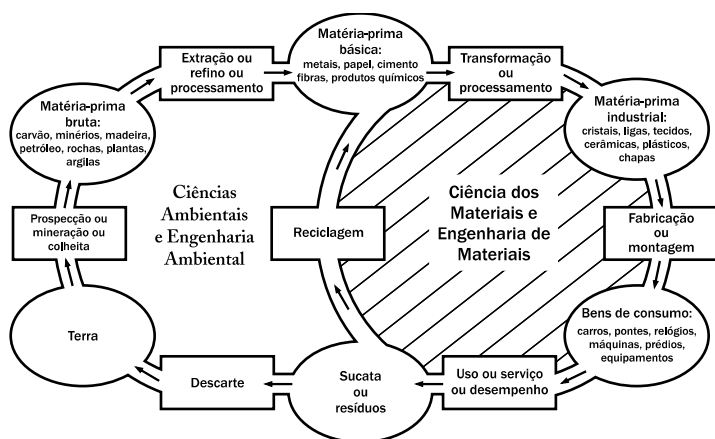 Matéria-prima
básica:
metais, papel, cimento
fibras, produtos químicos
Extração ou
refino ou
processamento
Transformação
ou
processamento
Matéria-prima
bruta:
carvão, minérios, madeira,
petróleo, rochas, plantas,
argilas
Matéria-prima
industrial:
cristais, ligas, tecidos,
cerâmicas, plásticos,
chapas
Ciências
Ambientais
e Engenharia
Ambiental
Ciência dos
Materiais e
Engenharia de
Materiais
Prospecção ou
mineração ou
colheita
Reciclagem
Fabricação
ou
montagem
Terra
Bens de consumo:
carros, pontes, relógios,
máquinas, prédios,
equipamentos
Descarte
Sucata
ou
resíduos
Uso ou serviço
ou desempenho